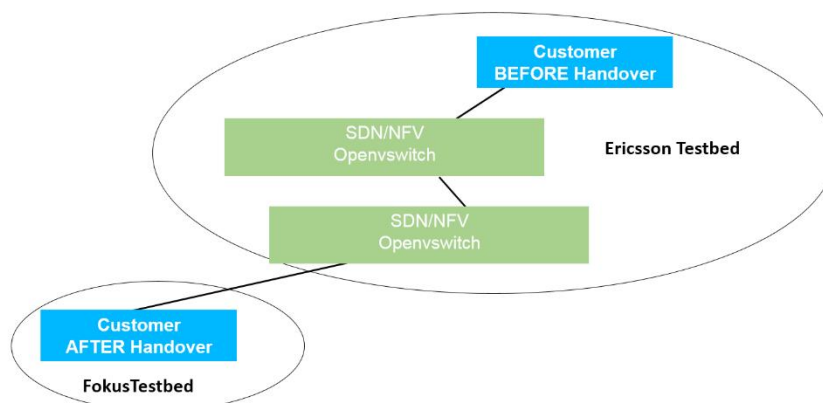 Customer
BEFORE Handover
SDN/NFV
Openvswitch
Ericsson Testbed
SDN/NFV
Openvswitch
Customer
AFTER Handover
FokusTestbed